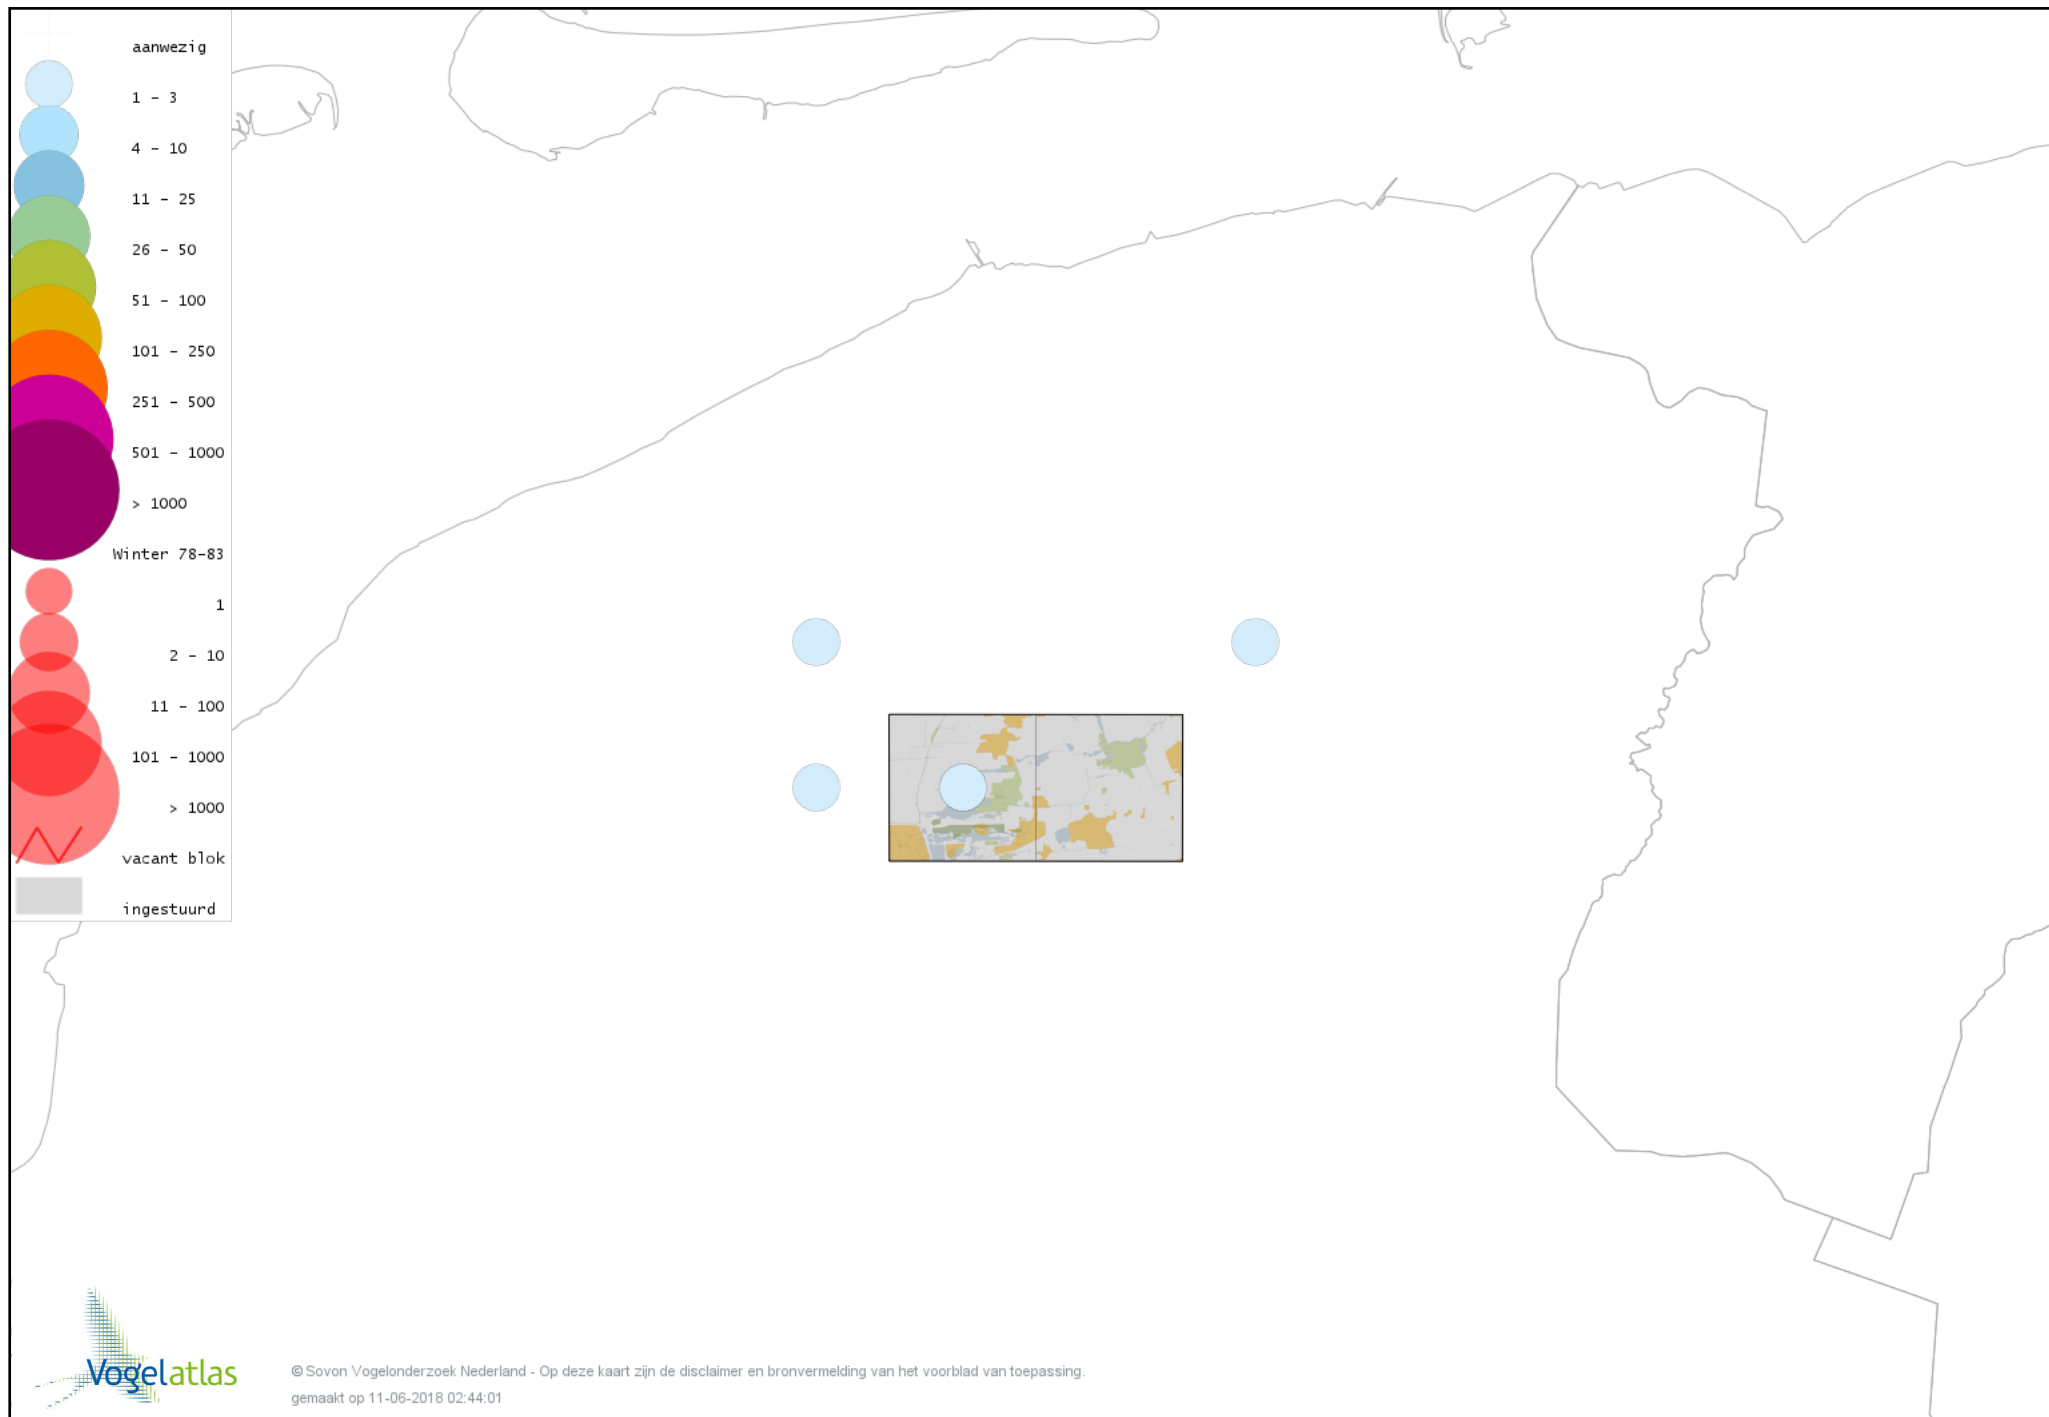 aanwezig
1 - 3
4 - 10
11 - 25
26 - 50
51 - 100
101 - 250
251 - 500
501 - 1000
> 1000
Winter 78-83
1
2 - 10
11 - 100
101 - 1000
> 1000
vacant blok
ingestuurd
Vogelatlas
© Sovon Vogelonderzoek Nederland - Op deze kaart zijn de disclaimer en bronvermelding van het voorblad van toepassing.
gemaakt op 11-06-2018 02:44:01